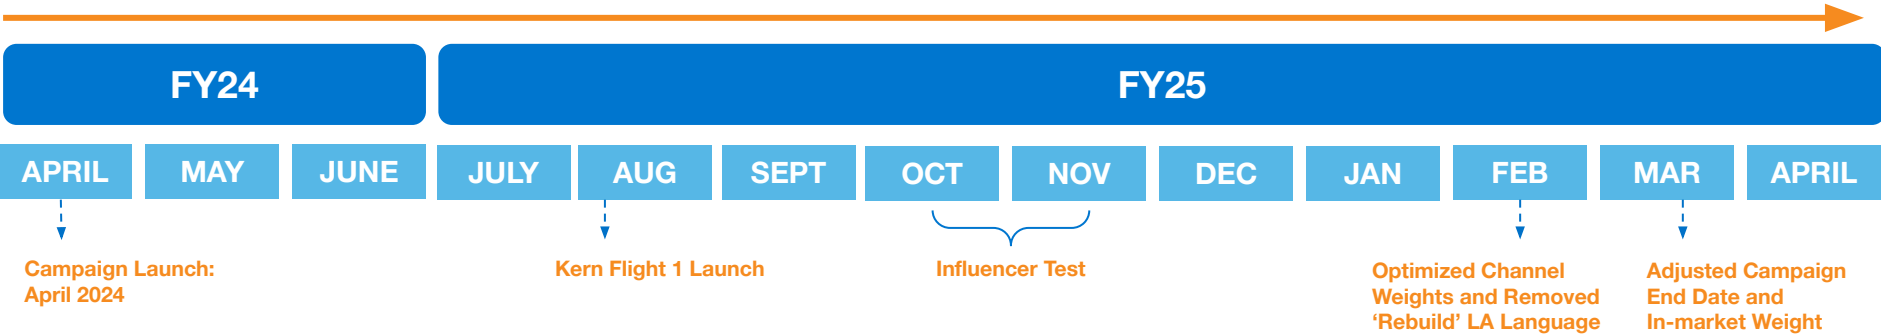 FY24
FY25
APRIL
MAY
JUNE
JULY
AUG
SEPT
OCT
NOV
DEC
JAN
FEB
MAR
APRIL
Campaign Launch:
April 2024
Kern Flight 1 Launch
Influencer Test
Optimized Channel
Weights and Removed
‘Rebuild’ LA Language
Adjusted Campaign
End Date and
In-market Weight